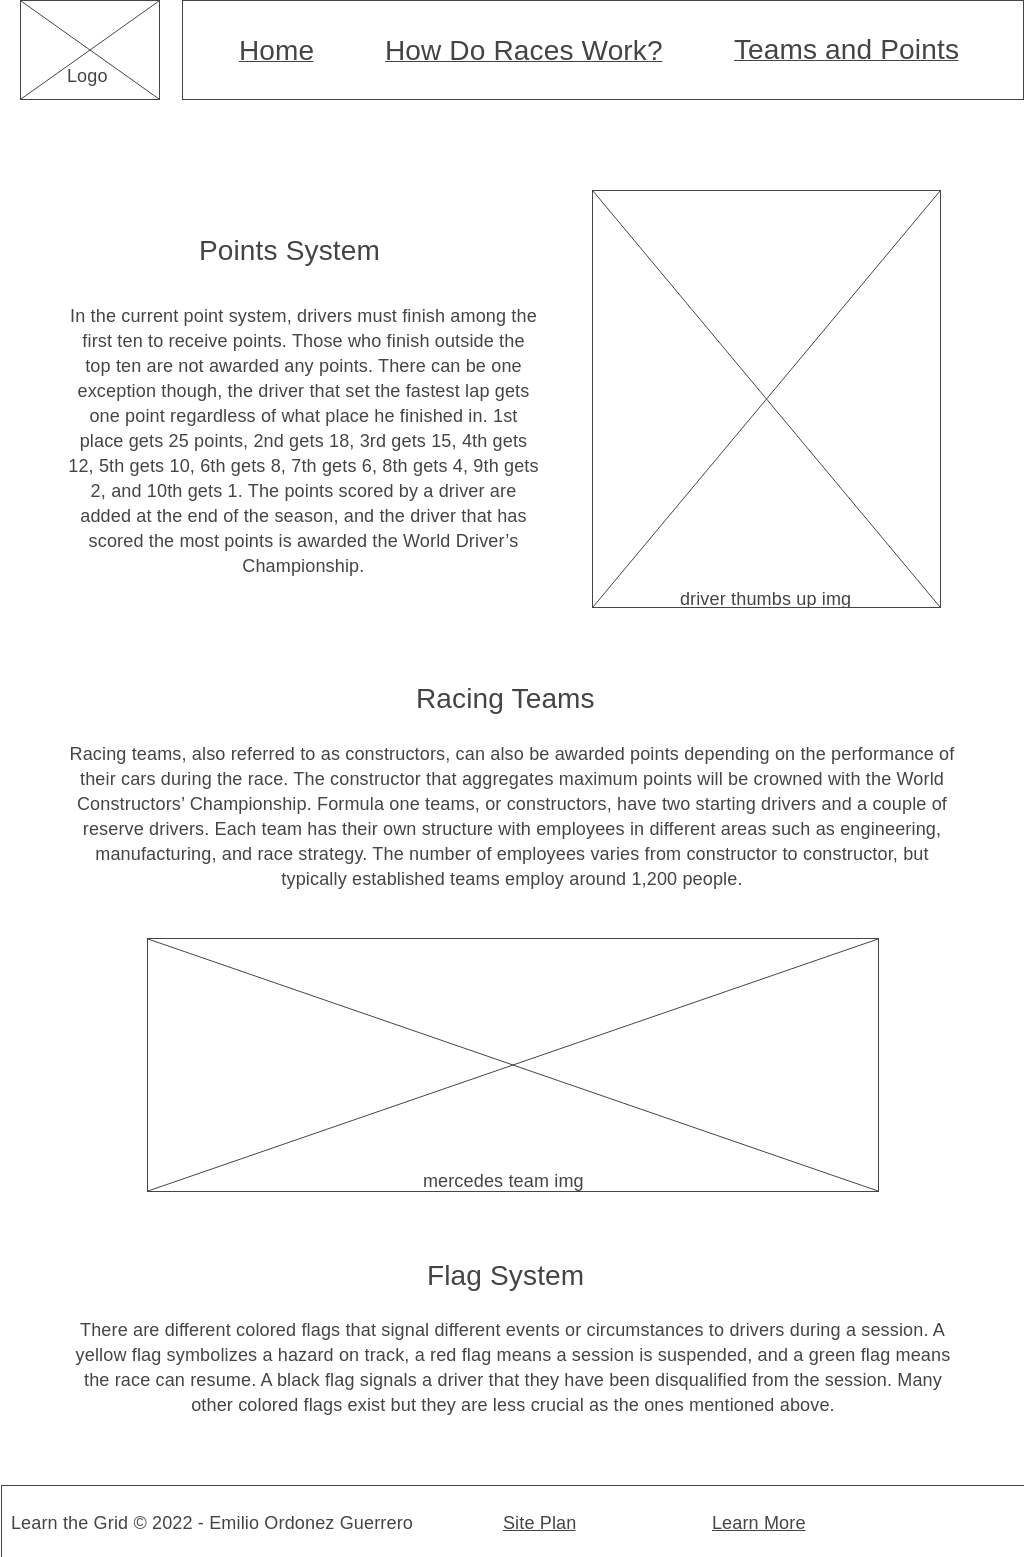 Logo
Home
How Do Races Work?
Teams and Points
Points System
In the current point system, drivers must finish among the
first ten to receive points. Those who finish outside the
top ten are not awarded any points. There can be one
exception though, the driver that set the fastest lap gets
one point regardless of what place he finished in. 1st
place gets 25 points, 2nd gets 18, 3rd gets 15, 4th gets
12, 5th gets 10, 6th gets 8, 7th gets 6, 8th gets 4, 9th gets
2, and 10th gets 1. The points scored by a driver are
added at the end of the season, and the driver that has
scored the most points is awarded the World Driver’s
Championship.
driver thumbs up img
Racing Teams
Racing teams, also referred to as constructors, can also be awarded points depending on the performance of
their cars during the race. The constructor that aggregates maximum points will be crowned with the World
Constructors’ Championship. Formula one teams, or constructors, have two starting drivers and a couple of
reserve drivers. Each team has their own structure with employees in different areas such as engineering,
manufacturing, and race strategy. The number of employees varies from constructor to constructor, but
typically established teams employ around 1,200 people.
mercedes team img
Flag System
There are different colored flags that signal different events or circumstances to drivers during a session. A
yellow flag symbolizes a hazard on track, a red flag means a session is suspended, and a green flag means
the race can resume. A black flag signals a driver that they have been disqualified from the session. Many
other colored flags exist but they are less crucial as the ones mentioned above.
Learn the Grid © 2022 - Emilio Ordonez Guerrero
Site Plan
Learn More